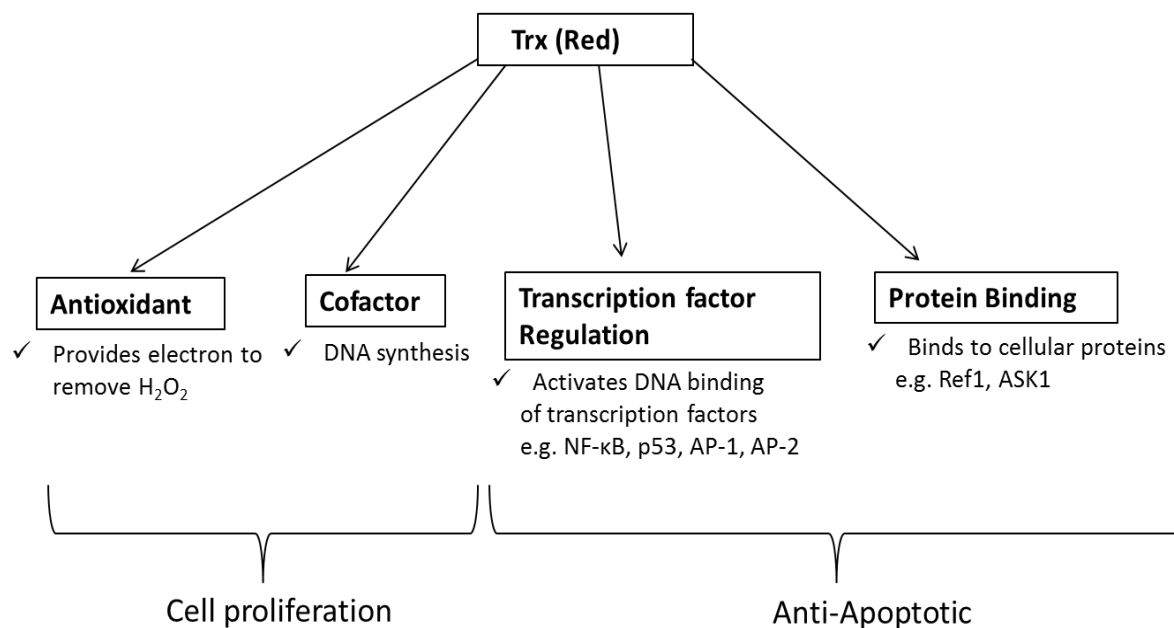 Trx (Red)
Antioxidant
✓ Provides electron to
remove H₂O₂
Cofactor
✓ DNA synthesis
Transcription factor
Regulation
✓ Activates DNA binding
of transcription factors
e.g. NF-κB, p53, AP-1, AP-2
Protein Binding
✓ Binds to cellular proteins
e.g. Ref1, ASK1
Cell proliferation
Anti-Apoptotic